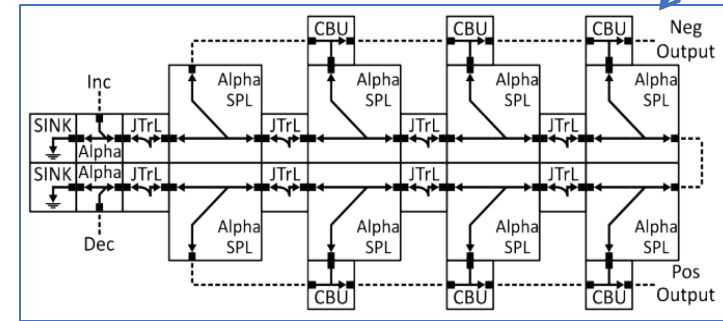 CBU CBU CBU Neg
Output
Inc Alpha Alpha Alpha Alpha
SPL SPL SPL SPL
SINK JTrL JTrL JTrL JTrL
Alpha
SINK Alpha JTrL JTrL JTrL JTrL
Dec Alpha Alpha Alpha Alpha
SPL SPL SPL SPL
Pos
CBU CBU CBU Output